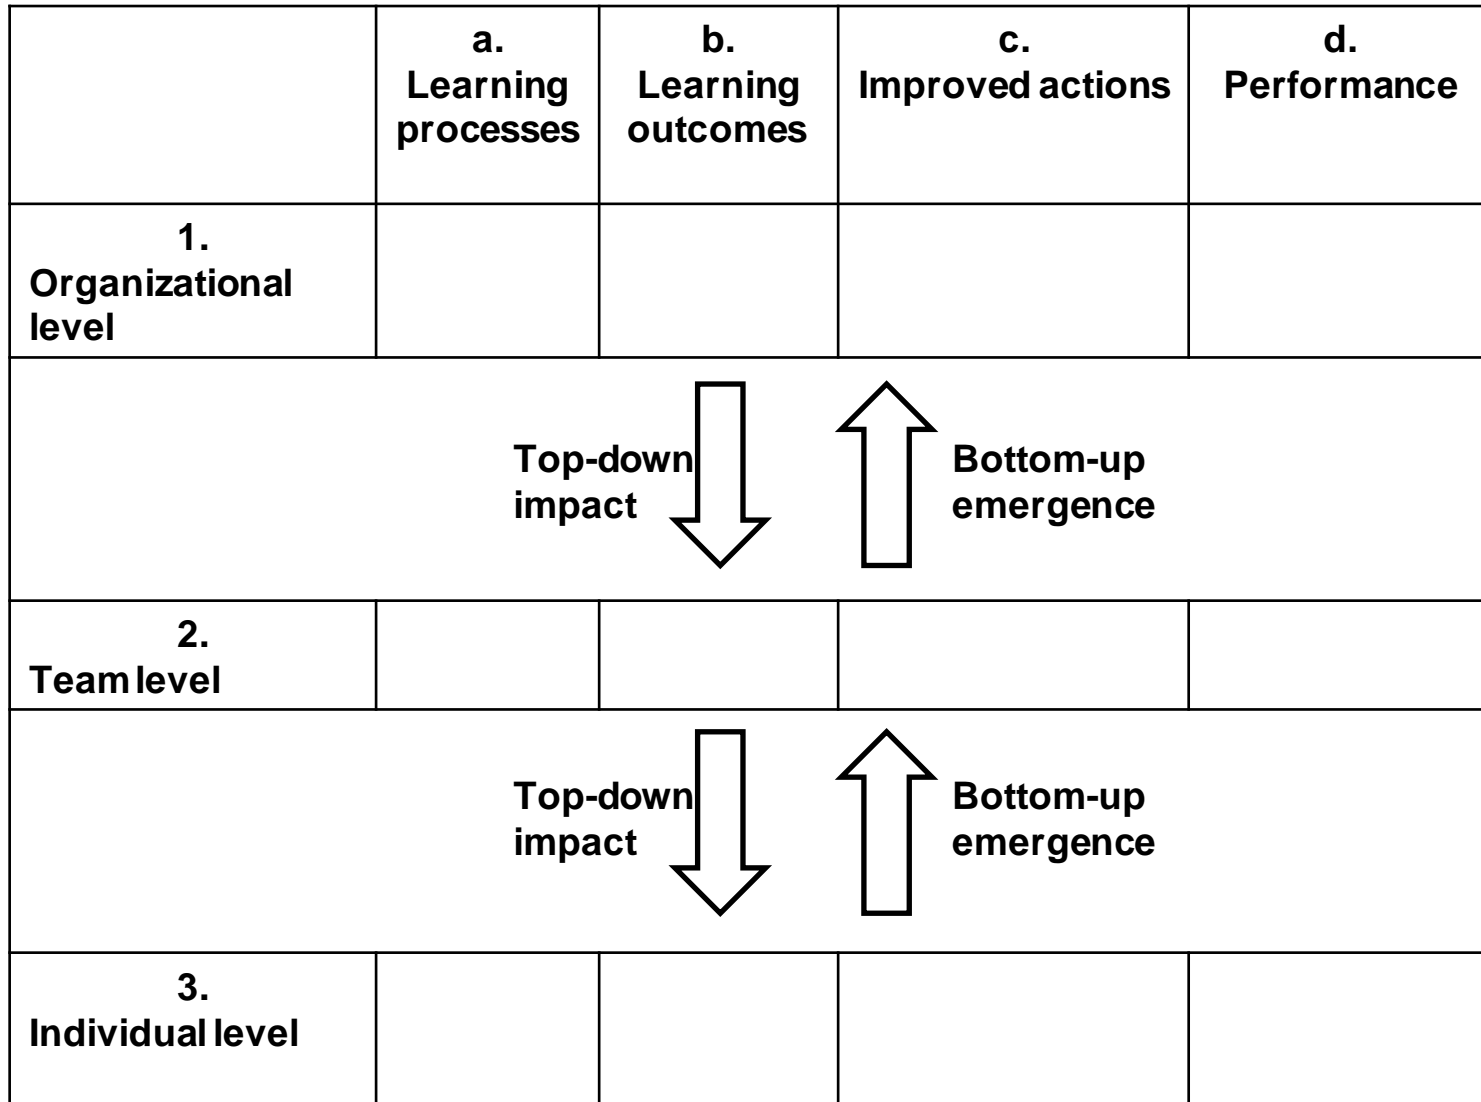 a.
Learning
processes
b.
Learning
outcomes
c.
Improved actions
d.
Performance
1.
Organizational
level
Top-down
impact
Bottom-up
emergence
2.
Team level
Top-down
impact
Bottom-up
emergence
3.
Individual level